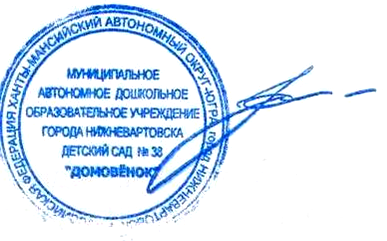 РОССИЙСКАЯ ФЕДЕРАЦИЯ ХАНТЫ-МАНСИЙСКИЙ АВТОНОМНЫЙ ОКРУГ-ЮГРА город НИЖНЕВАРТОВСК
МУНИЦИПАЛЬНОЕ
АВТОНОМНОЕ ДОШКОЛЬНОЕ
ОБРАЗОВАТЕЛЬНОЕ УЧРЕЖДЕНИЕ
ГОРОДА НИЖНЕВАРТОВСКА
ДЕТСКИЙ САД № 38
"ДОМОВЁНОК"